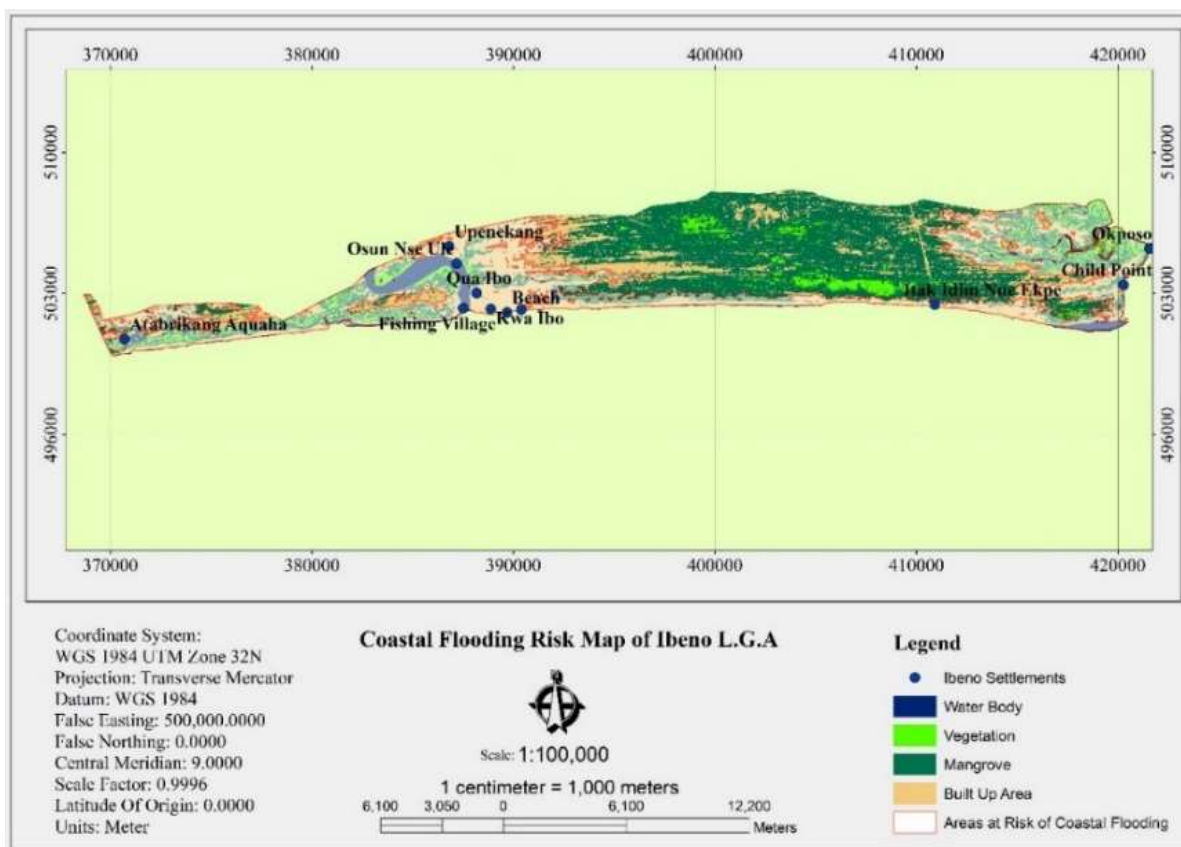 370000 380000 390000 400000 410000 420000
510000 510000
Upenekang
Osun Nse UK
Okposo
Qua Ibo
Child Point
503000 503000
Beach
Itak Idim Nue Ekpe
Atabrikang Aquaha
Fishing Village
Kwa Ibo
496000 496000
370000 380000 390000 400000 410000 420000
Coordinate System:
WGS 1984 UTM Zone 32N
Projection: Transverse Mercator
Datum: WGS 1984
False Easting: 500,000.0000
False Northing: 0.0000
Central Meridian: 9.0000
Scale Factor: 0.9996
Latitude Of Origin: 0.0000
Units: Meter
Coastal Flooding Risk Map of Ibeno L.G.A
Scale: 1:100,000
1 centimeter = 1,000 meters
6,100 3,050 0 6,100 12,200
Meters
Legend
Ibeno Settlements
Water Body
Vegetation
Mangrove
Built Up Area
Areas at Risk of Coastal Flooding